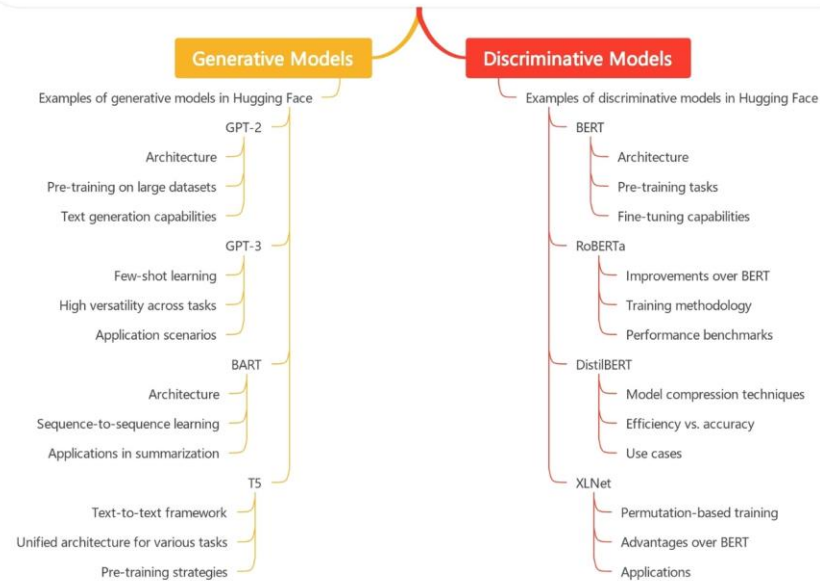 Generative Models
Examples of generative models in Hugging Face
GPT-2
Architecture
Pre-training on large datasets
Text generation capabilities
GPT-3
Few-shot learning
High versatility across tasks
Application scenarios
BART
Architecture
Sequence-to-sequence learning
Applications in summarization
T5
Text-to-text framework
Unified architecture for various tasks
Pre-training strategies
Discriminative Models
Examples of discriminative models in Hugging Face
BERT
Architecture
Pre-training tasks
Fine-tuning capabilities
RoBERTa
Improvements over BERT
Training methodology
Performance benchmarks
DistilBERT
Model compression techniques
Efficiency vs. accuracy
Use cases
XLNet
Permutation-based training
Advantages over BERT
Applications